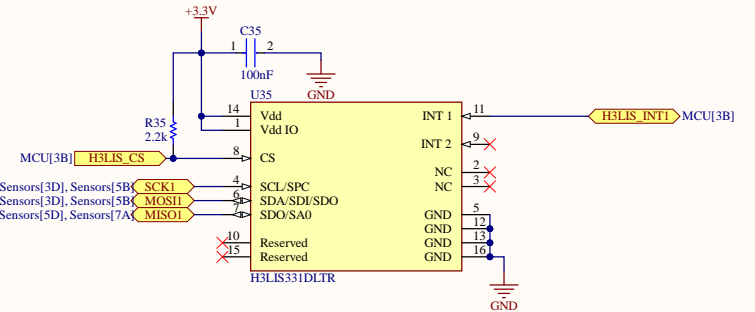 +3.3V
C35
1 2
100nF
GND
U35
R35
2.2k
14 Vdd
1 Vdd IO
INT 1 11
H3LIS_INT1 MCU[3B]
INT 2 9
MCU[3B] H3LIS_CS
8 CS
NC 2
NC 3
Sensors[3D], Sensors[5B] SCK1
4 SCL/SPC
Sensors[3D], Sensors[5B] MOSI1
6 SDA/SDI/SDO
Sensors[5D], Sensors[7A] MISO1
7 SDO/SA0
GND 5
GND 12
GND 13
GND 16
10 Reserved
15 Reserved
H3LIS331DLTR
GND